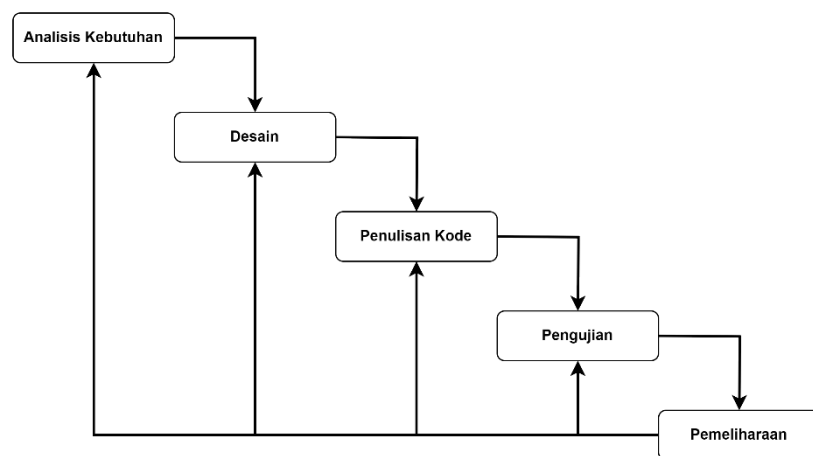 Analisis Kebutuhan
Desain
Penulisan Kode
Pengujian
Pemeliharaan